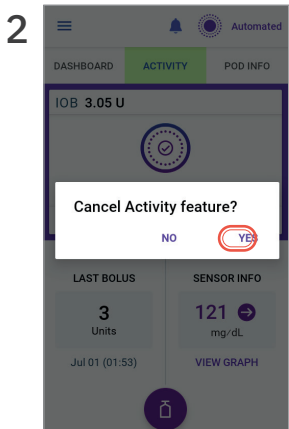 2
Automated
DASHBOARD ACTIVITY POD INFO
IOB 3.05 U
Cancel Activity feature?
NO YES
LAST BOLUS SENSOR INFO
3 121
Units mg/dL
Jul 01 (01:53) VIEW GRAPH